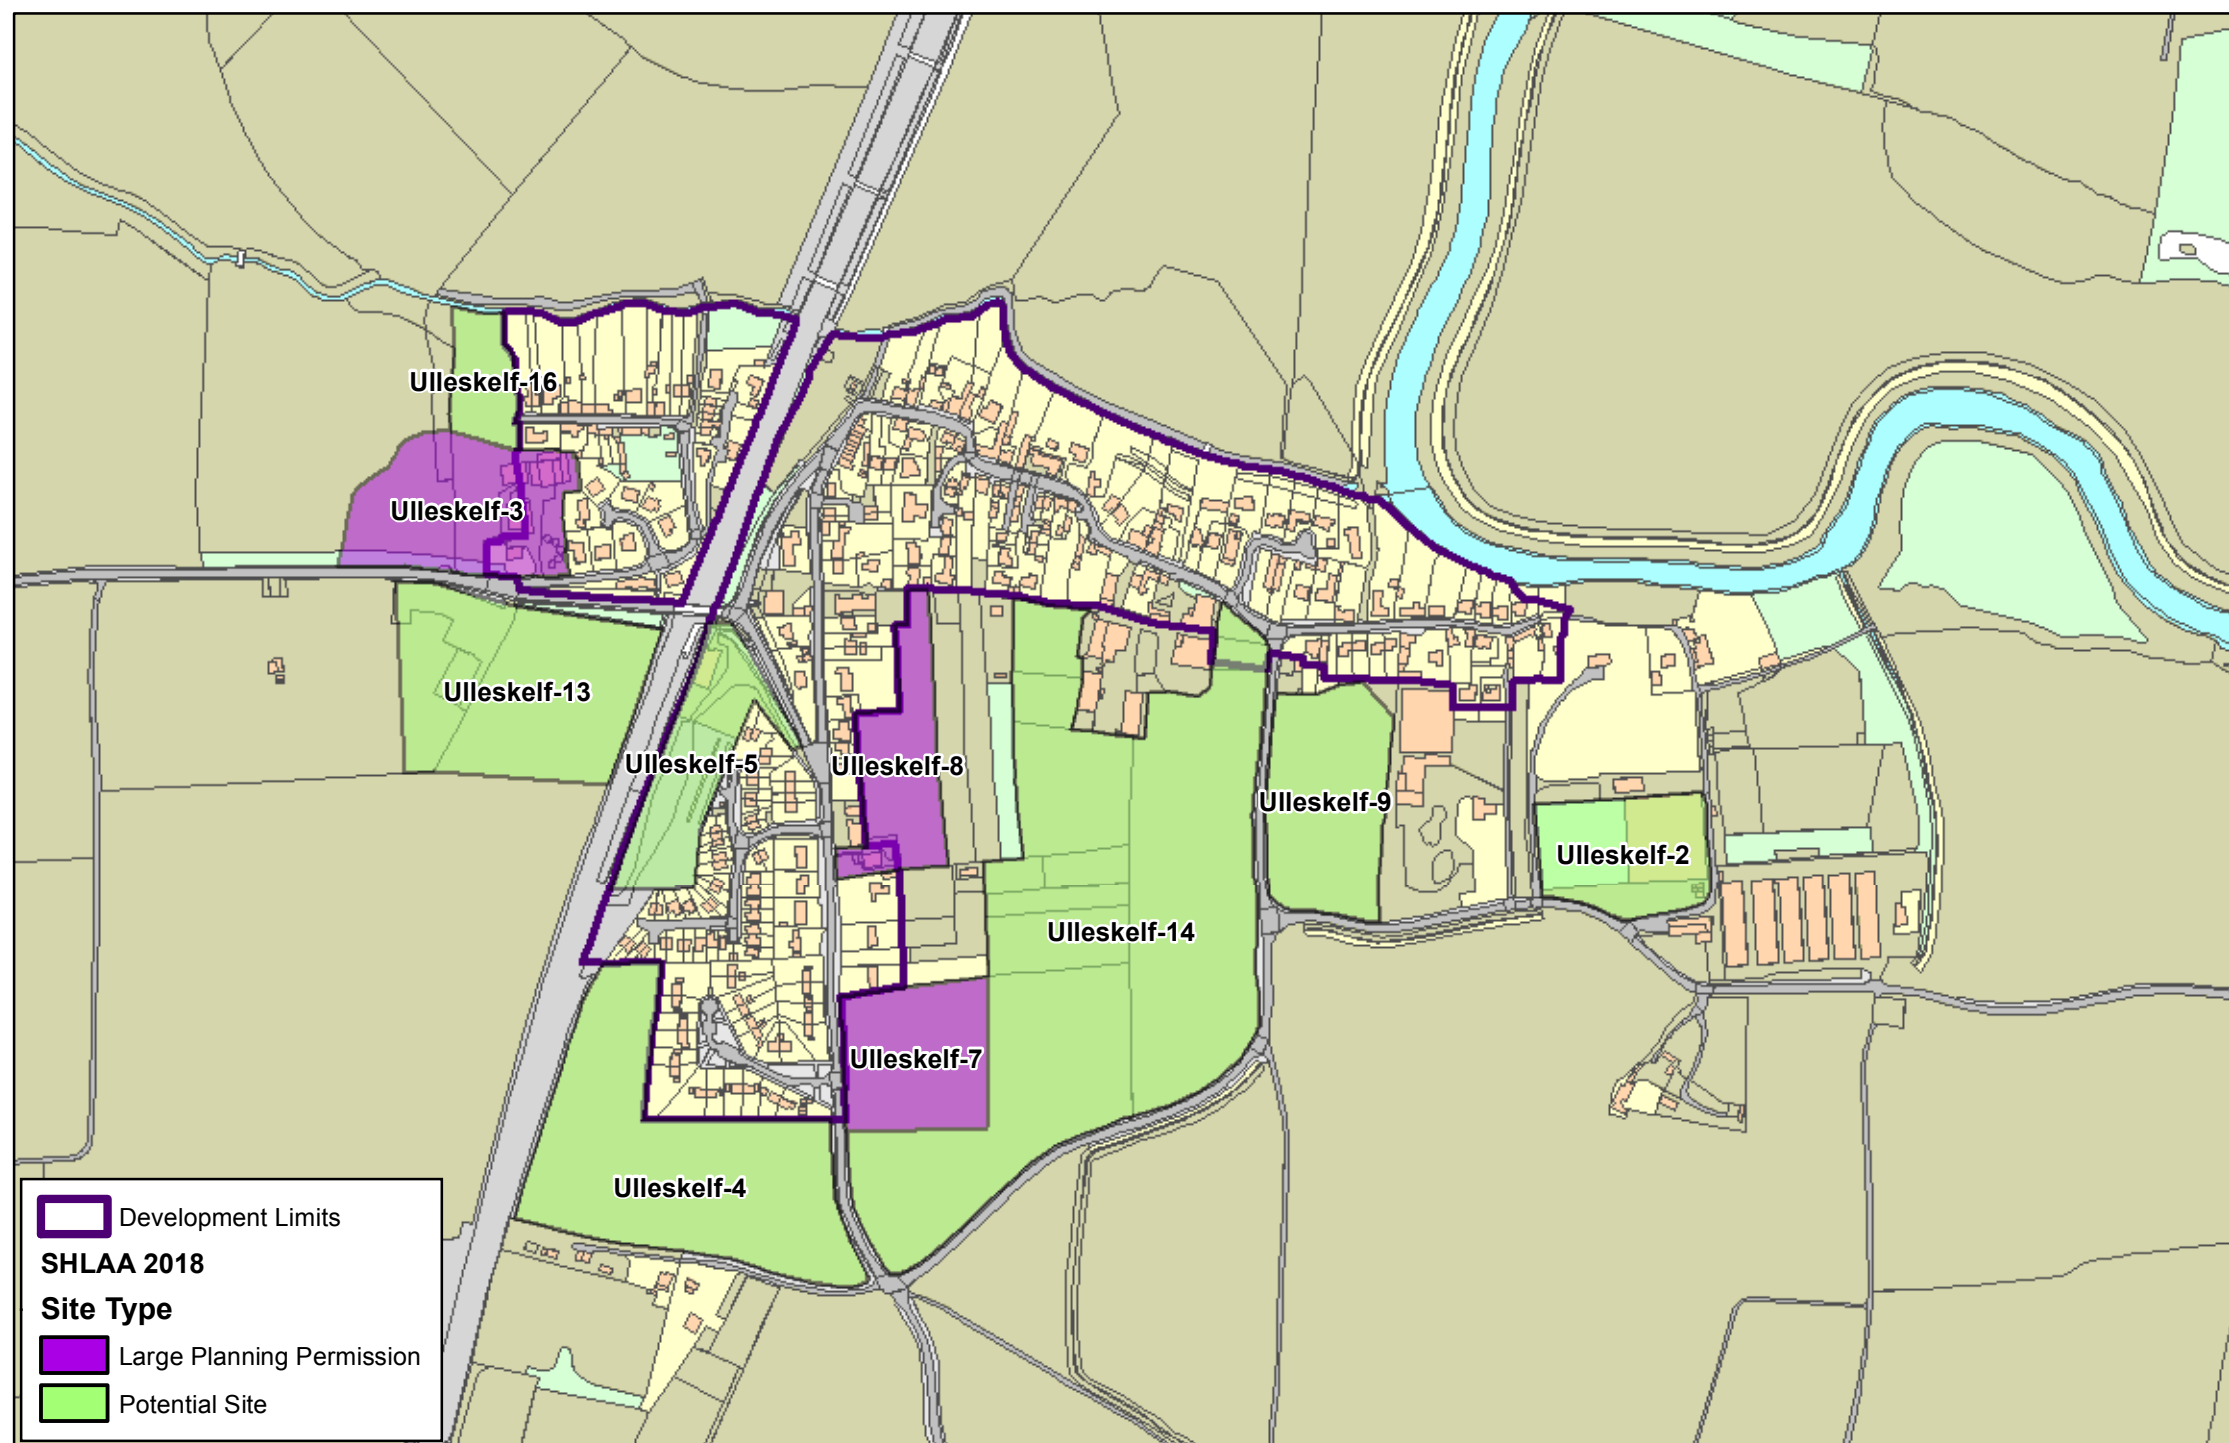 Ulleskelf-16
Ulleskelf-3
Ulleskelf-13
Ulleskelf-5
Ulleskelf-8
Ulleskelf-9
Ulleskelf-2
Ulleskelf-14
Ulleskelf-7
Ulleskelf-4
Development Limits
SHLAA 2018
Site Type
Large Planning Permission
Potential Site